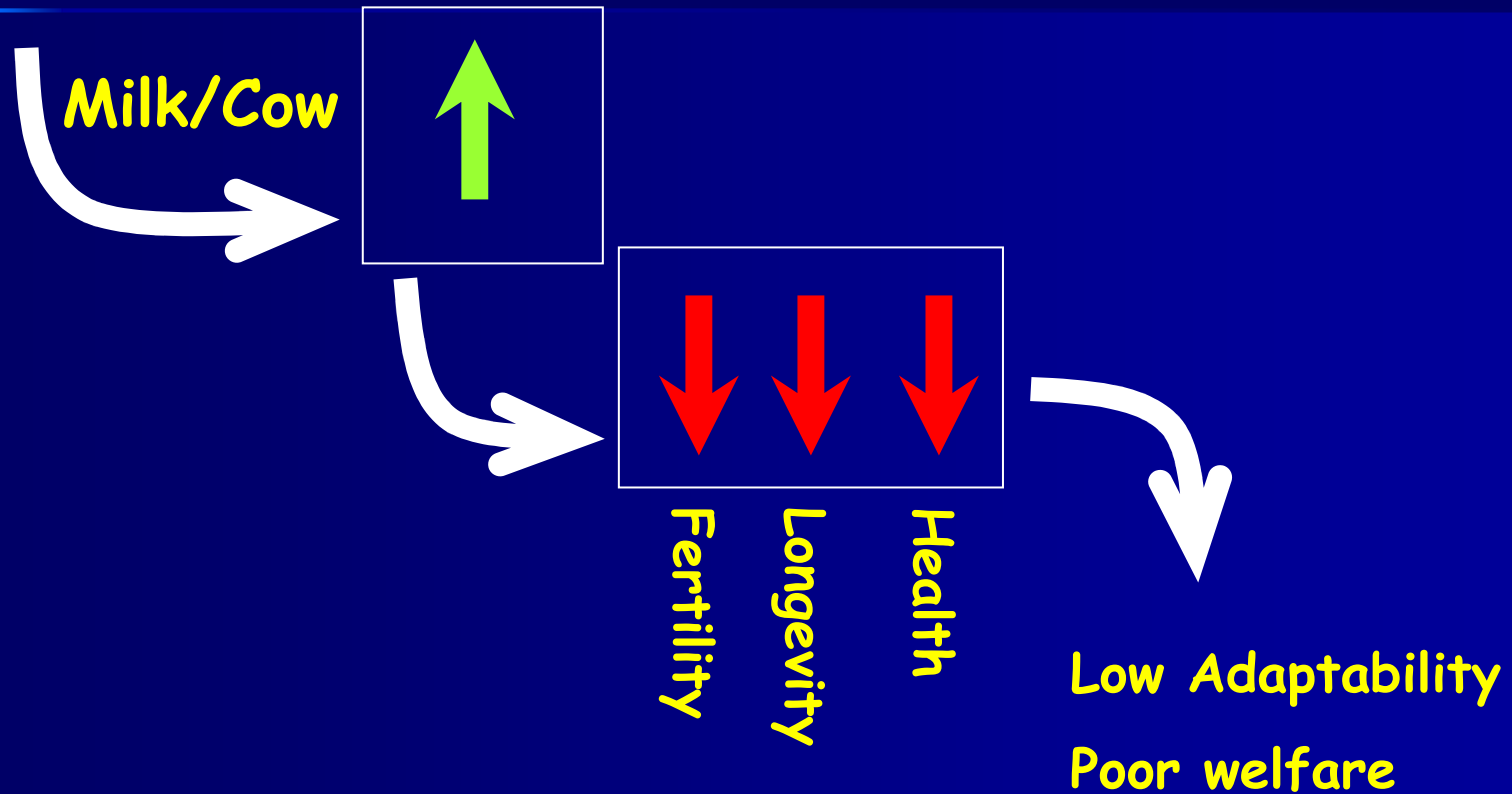 Milk/Cow
Fertility
Longevity
Health
Low Adaptability
Poor welfare